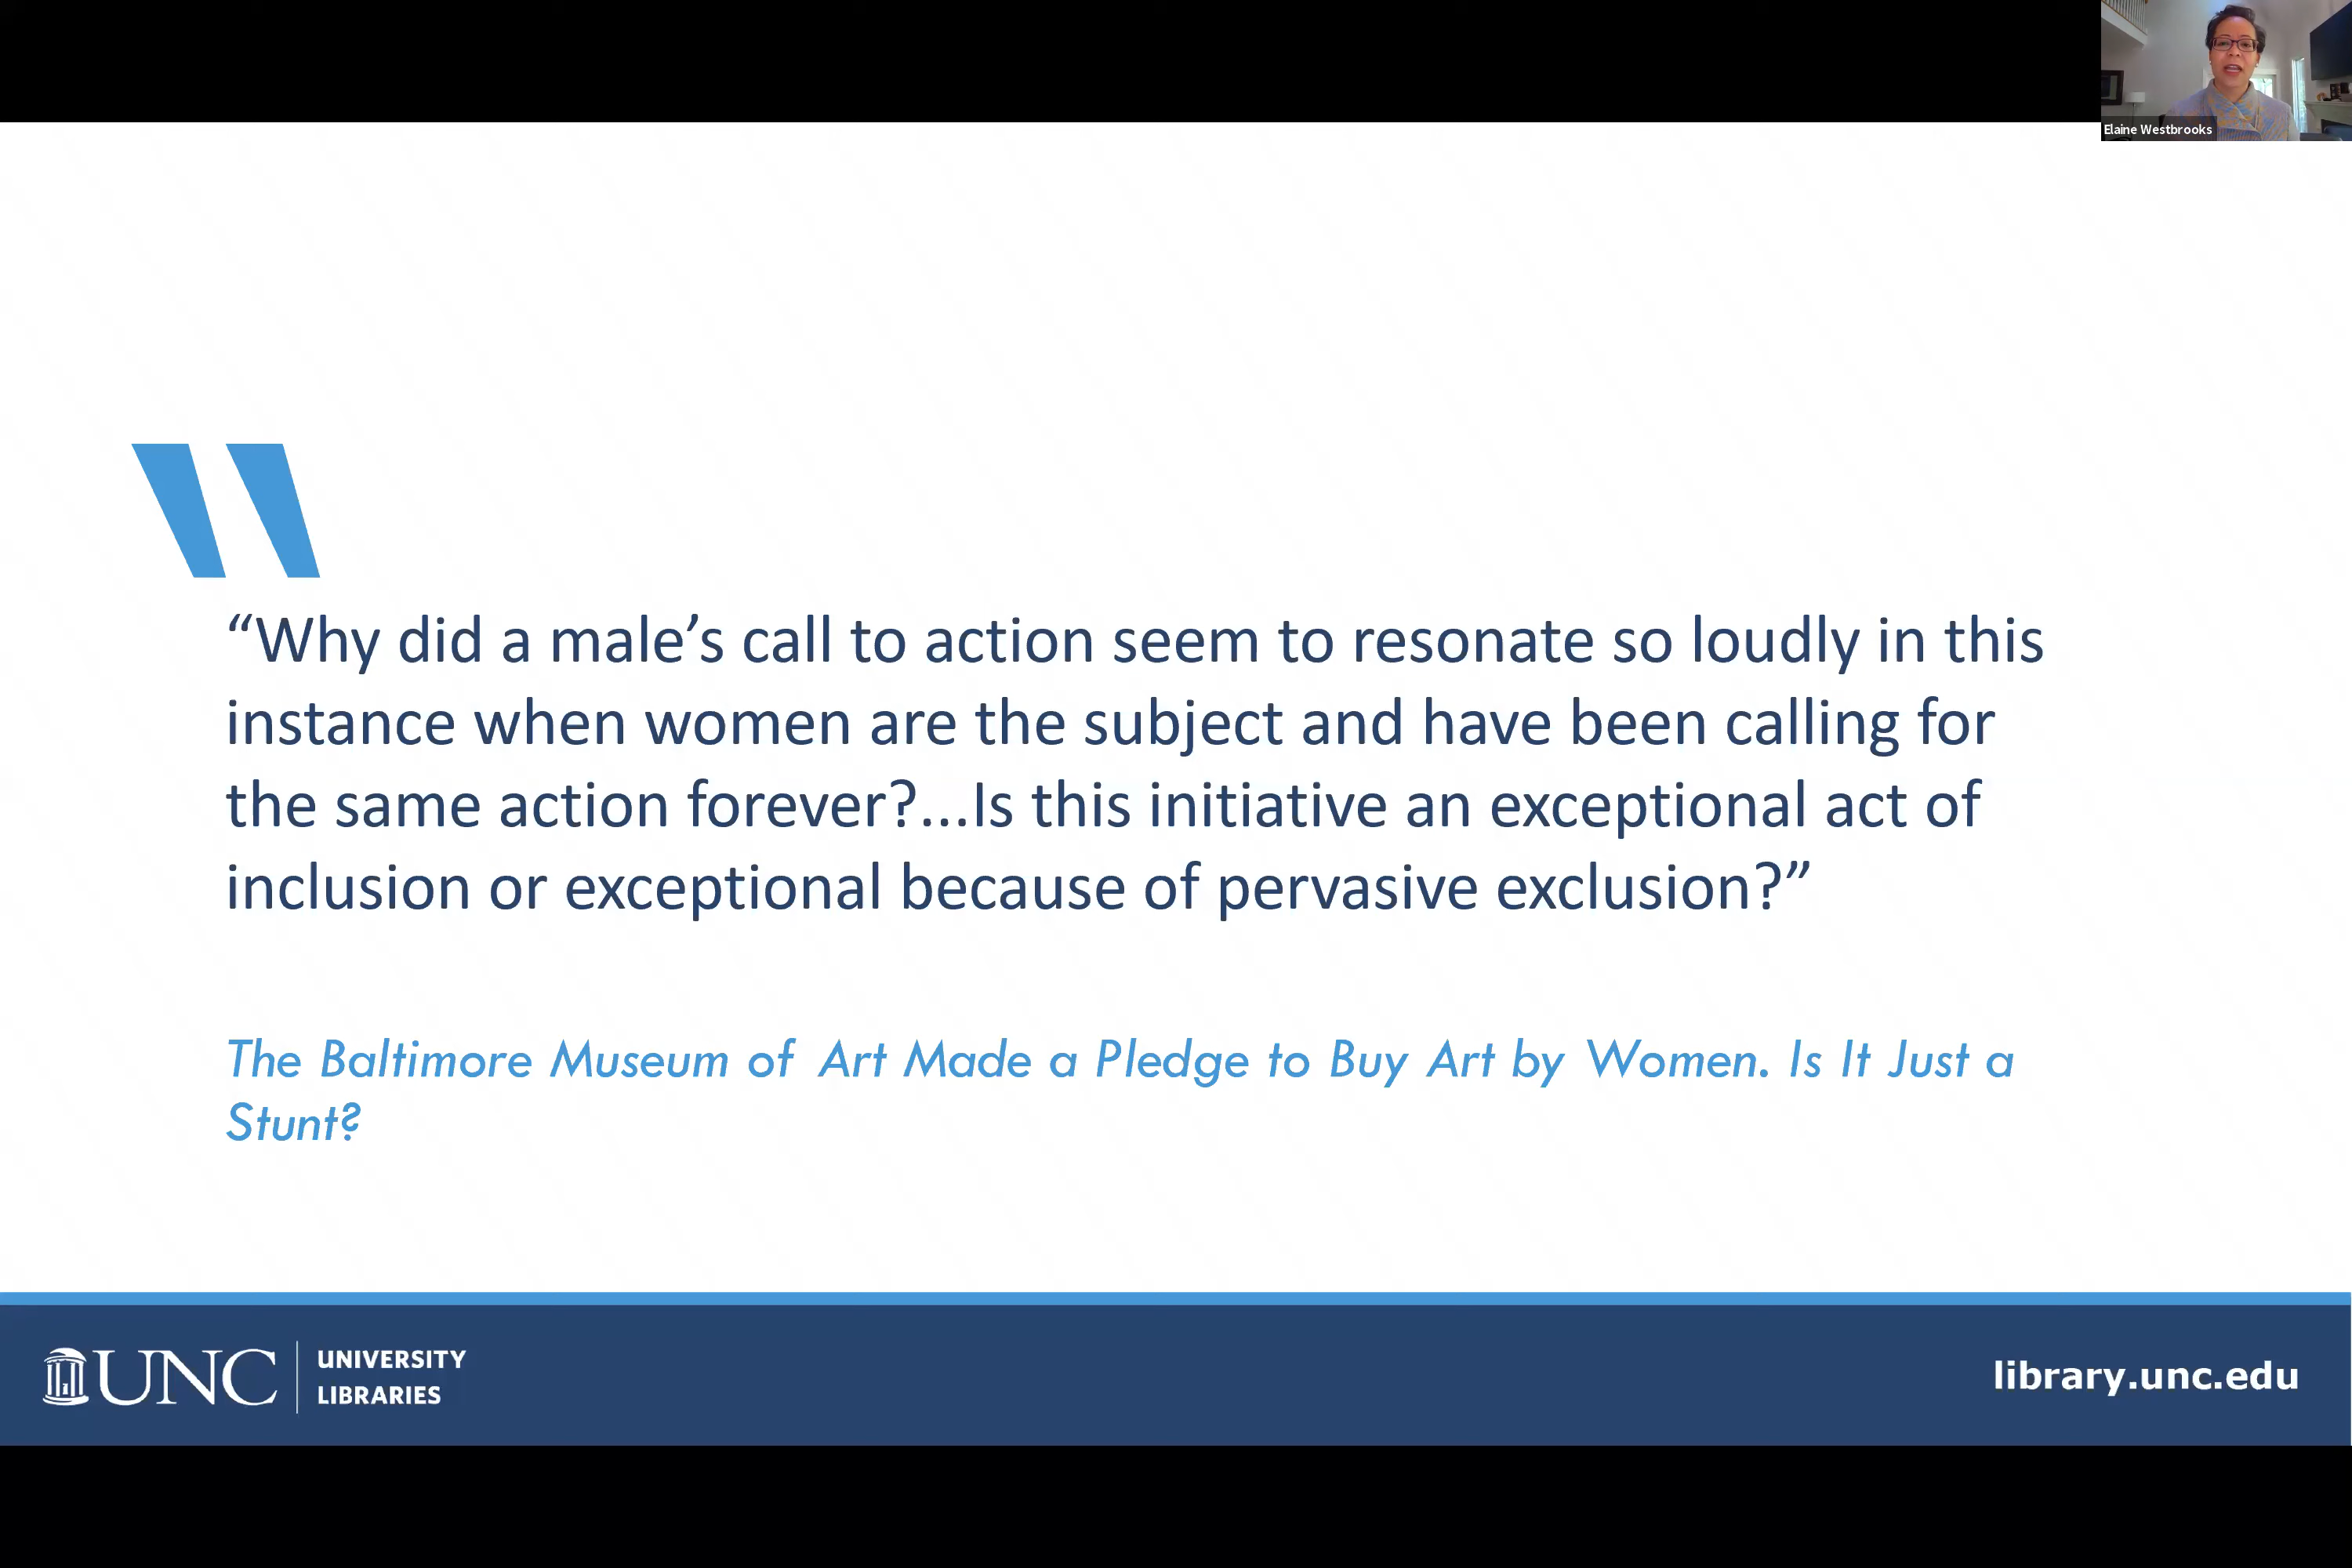 Elaine Westbrooks
“Why did a male’s call to action seem to resonate so loudly in this
instance when women are the subject and have been calling for
the same action forever?...Is this initiative an exceptional act of
inclusion or exceptional because of pervasive exclusion?”
The Baltimore Museum of Art Made a Pledge to Buy Art by Women. Is It Just a
Stunt?
UNC
UNIVERSITY
LIBRARIES
library.unc.edu